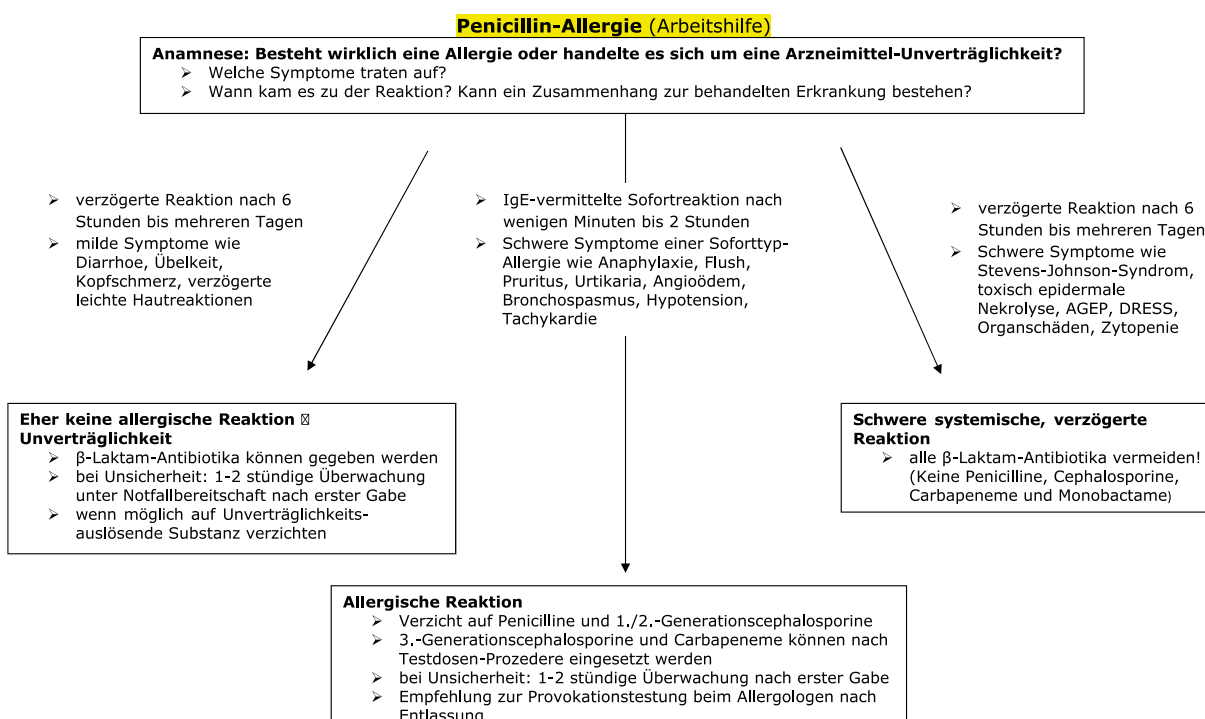 Penicillin-Allergie (Arbeitshilfe)
Anamnese: Besteht wirklich eine Allergie oder handelte es sich um eine Arzneimittel-Unverträglichkeit?
➢ Welche Symptome traten auf?
➢ Wann kam es zu der Reaktion? Kann ein Zusammenhang zur behandelten Erkrankung bestehen?
➢ verzögerte Reaktion nach 6
Stunden bis mehreren Tagen
➢ milde Symptome wie
Diarrhoe, Übelkeit,
Kopfschmerz, verzögerte
leichte Hautreaktionen
➢ IgE-vermittelte Sofortreaktion nach
wenigen Minuten bis 2 Stunden
➢ Schwere Symptome einer Soforttyp-
Allergie wie Anaphylaxie, Flush,
Pruritus, Urtikaria, Angioödem,
Bronchospasmus, Hypotension,
Tachykardie
➢ verzögerte Reaktion nach 6
Stunden bis mehreren Tagen
➢ Schwere Symptome wie
Stevens-Johnson-Syndrom,
toxisch epidermale
Nekrolyse, AGEP, DRESS,
Organschäden, Zytopenie
Eher keine allergische Reaktion
Unverträglichkeit
➢ β-Laktam-Antibiotika können gegeben werden
➢ bei Unsicherheit: 1-2 stündige Überwachung
unter Notfallbereitschaft nach erster Gabe
➢ wenn möglich auf Unverträglichkeits-
auslösende Substanz verzichten
Schwere systemische, verzögerte
Reaktion
➢ alle β-Laktam-Antibiotika vermeiden!
(Keine Penicilline, Cephalosporine,
Carbapeneme und Monobactame)
Allergische Reaktion
➢ Verzicht auf Penicilline und 1./2.-Generationscephalosporine
➢ 3.-Generationscephalosporine und Carbapeneme können nach
Testdosen-Prozedere eingesetzt werden
➢ bei Unsicherheit: 1-2 stündige Überwachung nach erster Gabe
➢ Empfehlung zur Provokationstestung beim Allergologen nach
Entlassung